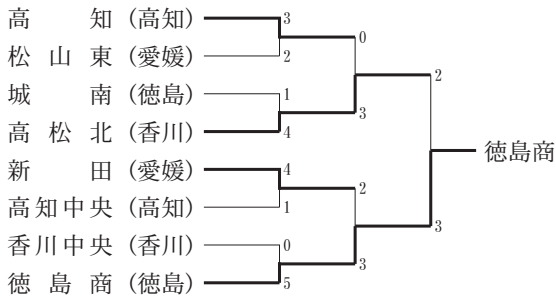 高知(高知) 3
松山東(愛媛) 2
城南(徳島) 1
高松北(香川) 4
新田(愛媛) 4
高知中央(高知) 1
香川中央(香川) 0
徳島商(徳島) 5
0
3
2
3
2
3
徳島商